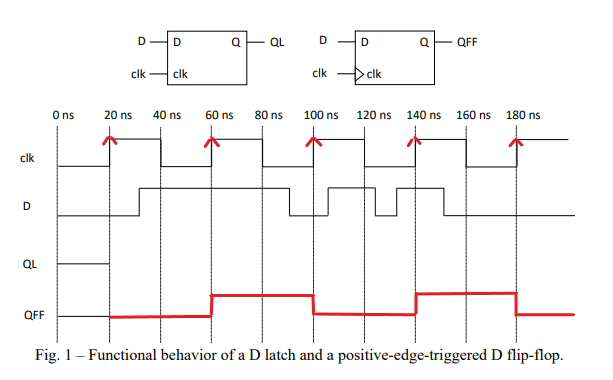 D D Q QL D D Q QFF
clk clk clk clk
0 ns 20 ns 40 ns 60 ns 80 ns 100 ns 120 ns 140 ns 160 ns 180 ns
clk
D
QL
QFF
Fig. 1 – Functional behavior of a D latch and a positive-edge-triggered D flip-flop.